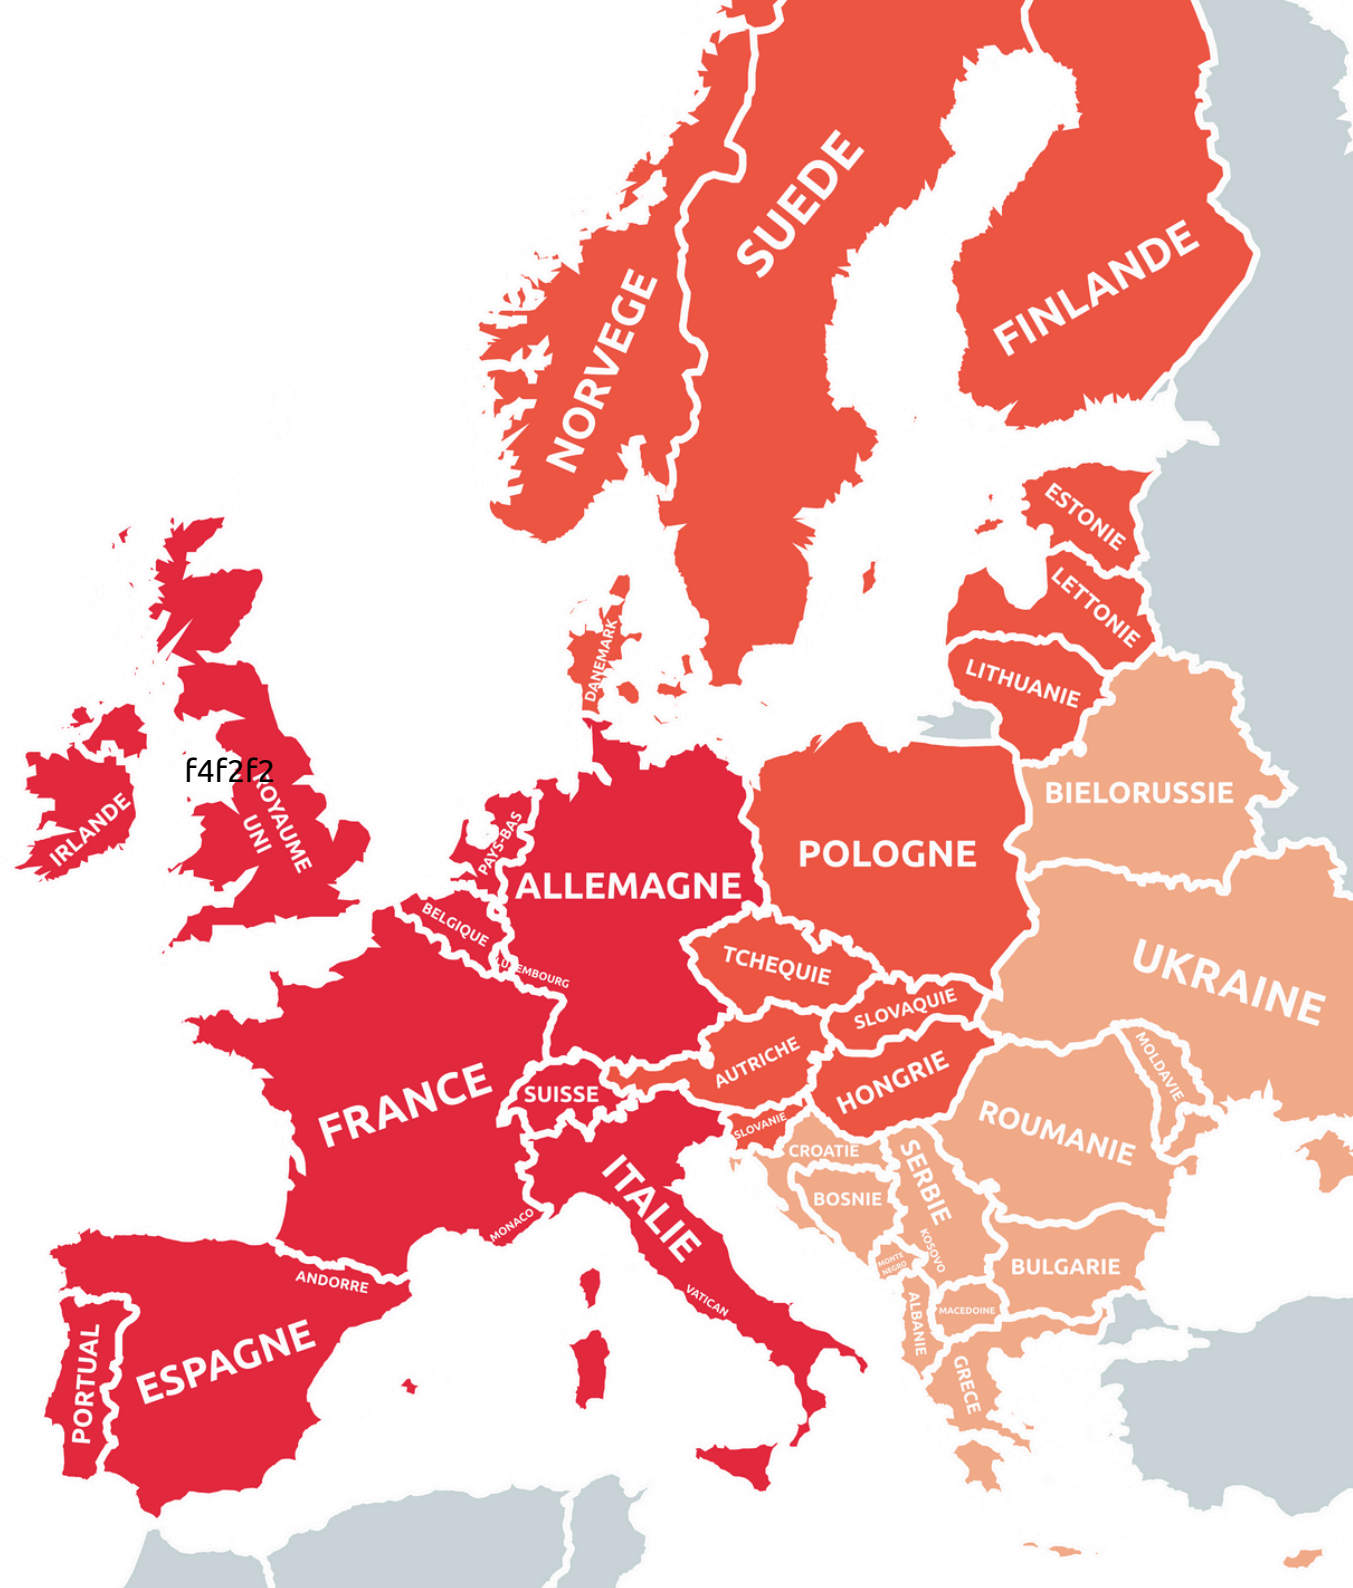 SUEDE
FINLANDE
NORVEGE
ESTONIE
LETTONIE
DANEMARK
LITHUANIE
f4f2f2
ROYAUME
UNI
IRLANDE
PAYS-BAS
BIELORUSSIE
POLOGNE
ALLEMAGNE
BELGIQUE
LUXEMBOURG
TCHEQUIE
UKRAINE
SLOVAQUIE
AUTRICHE
HONGRIE
MOLDAVIE
SUISSE
FRANCE
SLOVANIE
ROUMANIE
CROATIE
SERBIE
BOSNIE
ITALIE
MONACO
KOSOVO
MONTE
NEGRO
BULGARIE
ANDORRE
VATICAN
ALBANIE
MACEDOINE
PORTUAL
ESPAGNE
GRECE